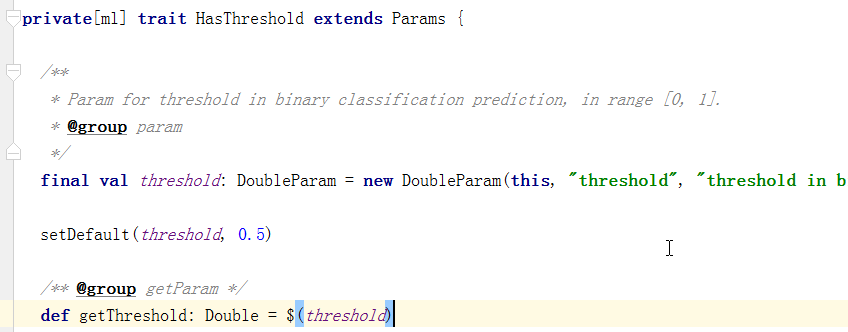 private[ml] trait HasThreshold extends Params {
/**
* Param for threshold in binary classification prediction, in range [0, 1].
* @group param
*/
final val threshold: DoubleParam = new DoubleParam(this, "threshold", "threshold in b
setDefault(threshold, 0.5)
/** @group getParam */
def getThreshold: Double = $(threshold)